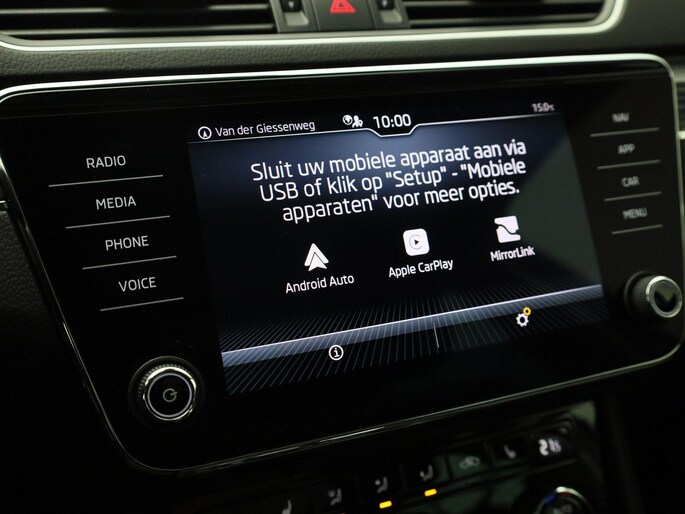 Van der Giessenweg
10:00
15.0°C
RADIO
MEDIA
PHONE
VOICE
Sluit uw mobiele apparaat aan via
USB of klik op "Setup" - "Mobiele
apparaten" voor meer opties.
Android Auto
Apple CarPlay
MirrorLink
NAV
APP
CAR
MENU